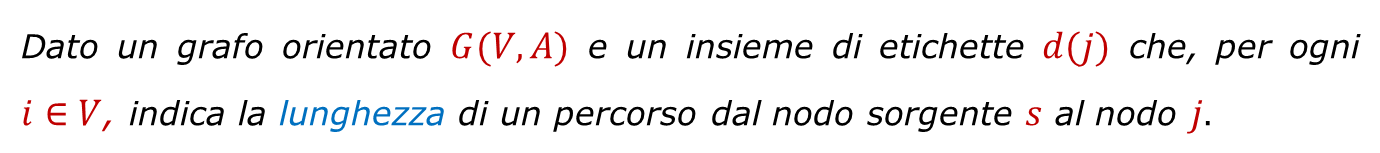 Dato un grafo orientato G(V, A) e un insieme di etichette d(j) che, per ogni
i ∈ V, indica la lunghezza di un percorso dal nodo sorgente s al nodo j.